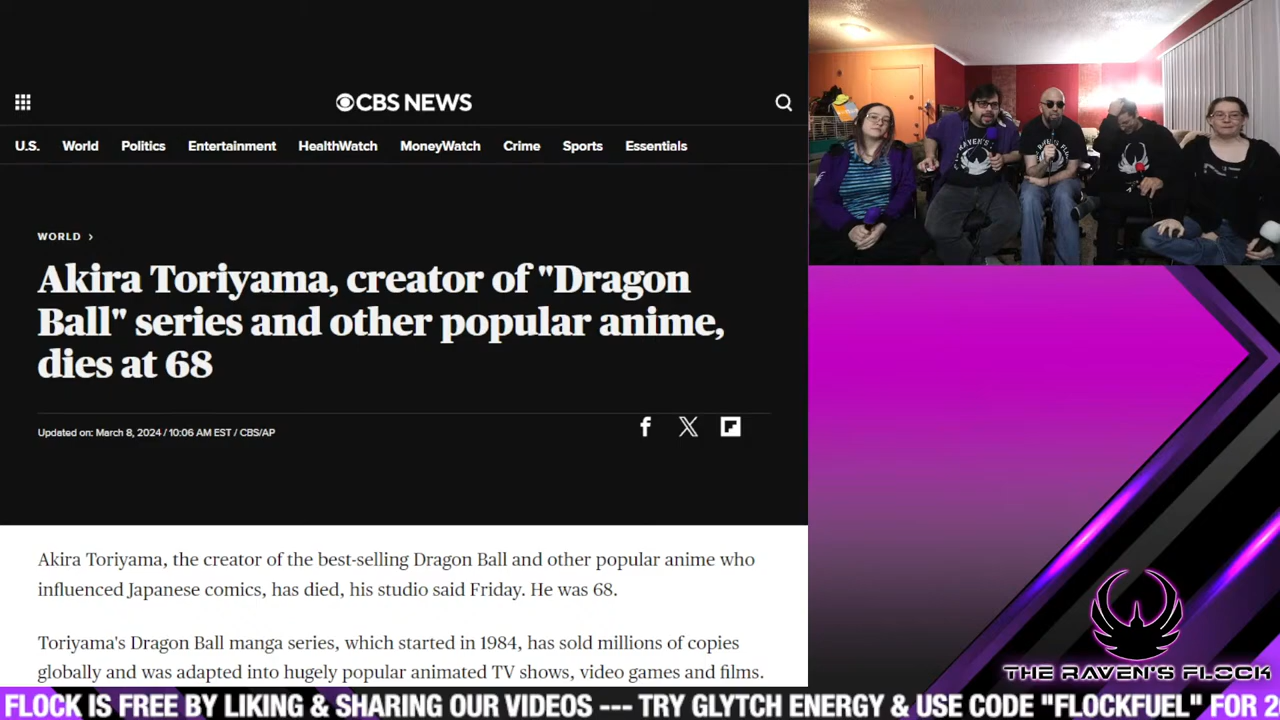 CBS NEWS
U.S. World Politics Entertainment HealthWatch MoneyWatch Crime Sports Essentials
WORLD ›
Akira Toriyama, creator of "Dragon
Ball" series and other popular anime,
dies at 68
Updated on: March 8, 2024 / 10:06 AM EST / CBS/AP
Akira Toriyama, the creator of the best-selling Dragon Ball and other popular anime who
influenced Japanese comics, has died, his studio said Friday. He was 68.
Toriyama's Dragon Ball manga series, which started in 1984, has sold millions of copies
globally and was adapted into hugely popular animated TV shows, video games and films.
THE RAVEN'S FLOCK
FLOCK IS FREE BY LIKING & SHARING OUR VIDEOS --- TRY GLYTCH ENERGY & USE CODE "FLOCKFUEL" FOR 2